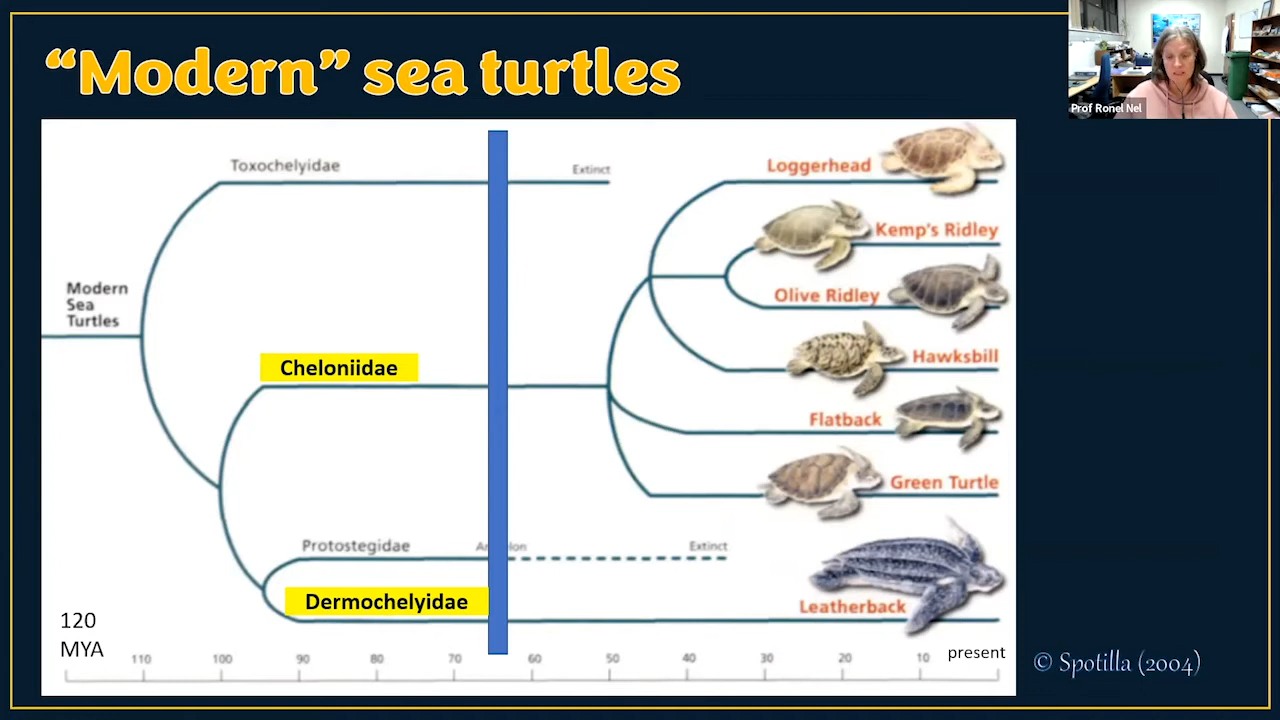 “Modern” sea turtles
Prof Ronel Nel
Toxochelyidae
Extinct
Loggerhead
Kemp's Ridley
Olive Ridley
Modern
Sea
Turtles
Cheloniidae
Hawksbill
Flatback
Green Turtle
Protostegidae
Extinct
Dermochelyidae
Leatherback
120
MYA
110 100 90 80 70 60 50 40 30 20 10 present
© Spotilla (2004)